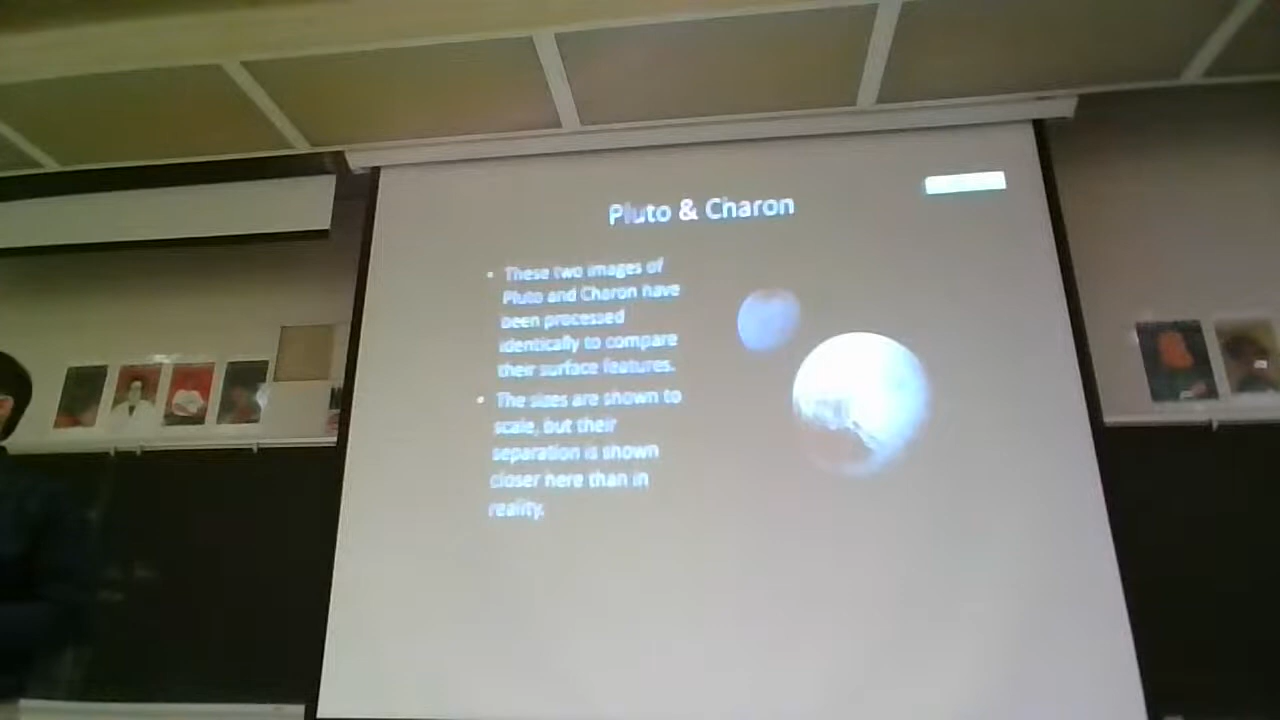 Pluto & Charon
• These two images of
Pluto and Charon have
been processed
identically to compare
their surface features.
• The sizes are shown to
scale, but their
separation is shown
closer here than in
reality.